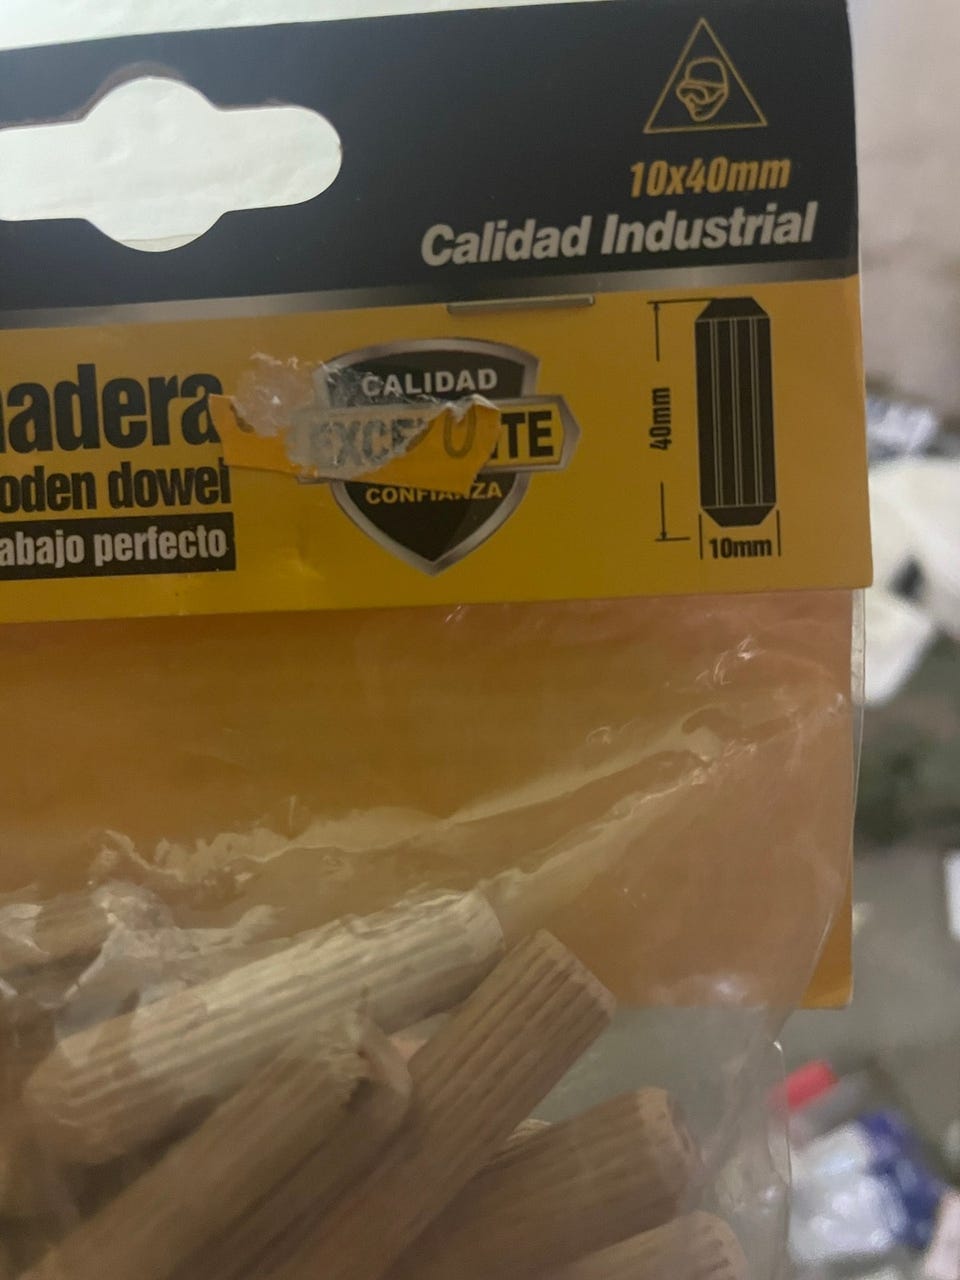 10x40mm
Calidad Industrial
adera
oden dowel
abajo perfecto
CALIDAD
CONFIANZA
40mm
10mm